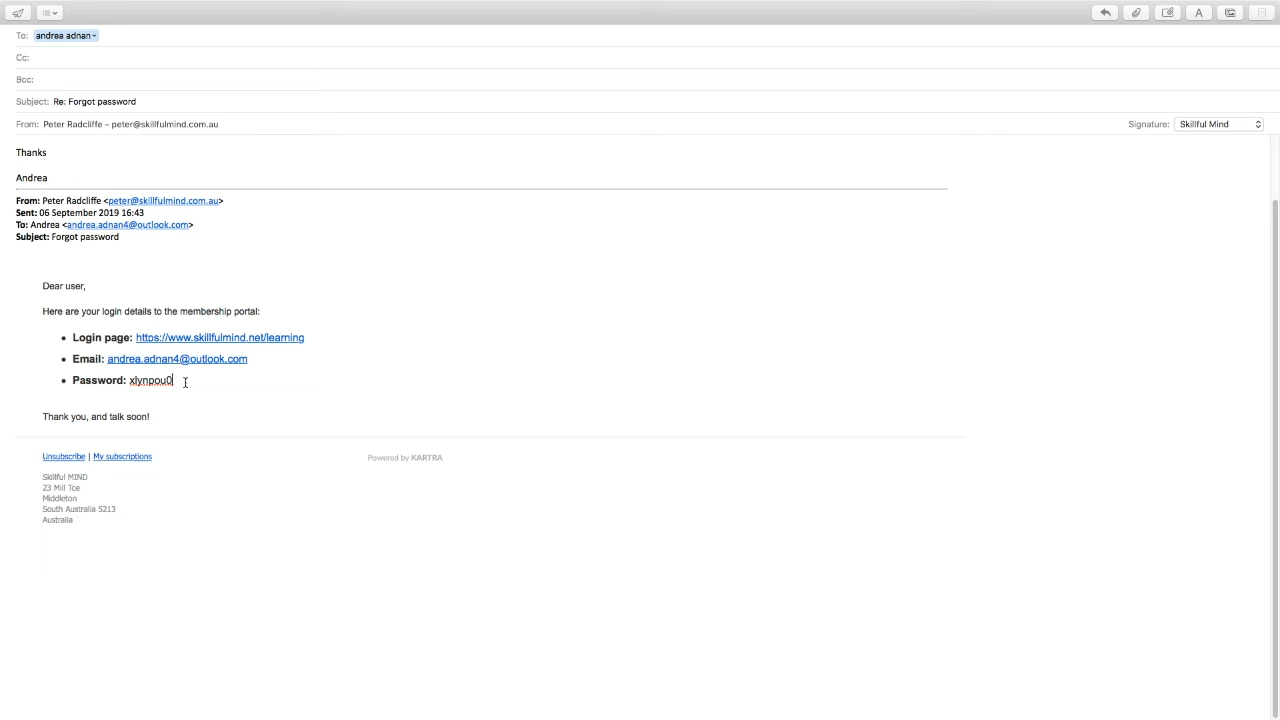 To: andrea adnan
Cc:
Bcc:
Subject: Re: Forgot password
From: Peter Radcliffe – peter@skillfulmind.com.au
Signature: Skillful Mind
Thanks
Andrea
From: Peter Radcliffe <peter@skillfulmind.com.au>
Sent: 06 September 2019 16:43
To: Andrea <andrea.adnan4@outlook.com>
Subject: Forgot password
Dear user,
Here are your login details to the membership portal:
• Login page: https://www.skillfulmind.net/learning
• Email: andrea.adnan4@outlook.com
• Password: xlynpou0
Thank you, and talk soon!
Unsubscribe | My subscriptions
Powered by KARTRA
Skillful MIND
23 Mill Tce
Middleton
South Australia 5213
Australia